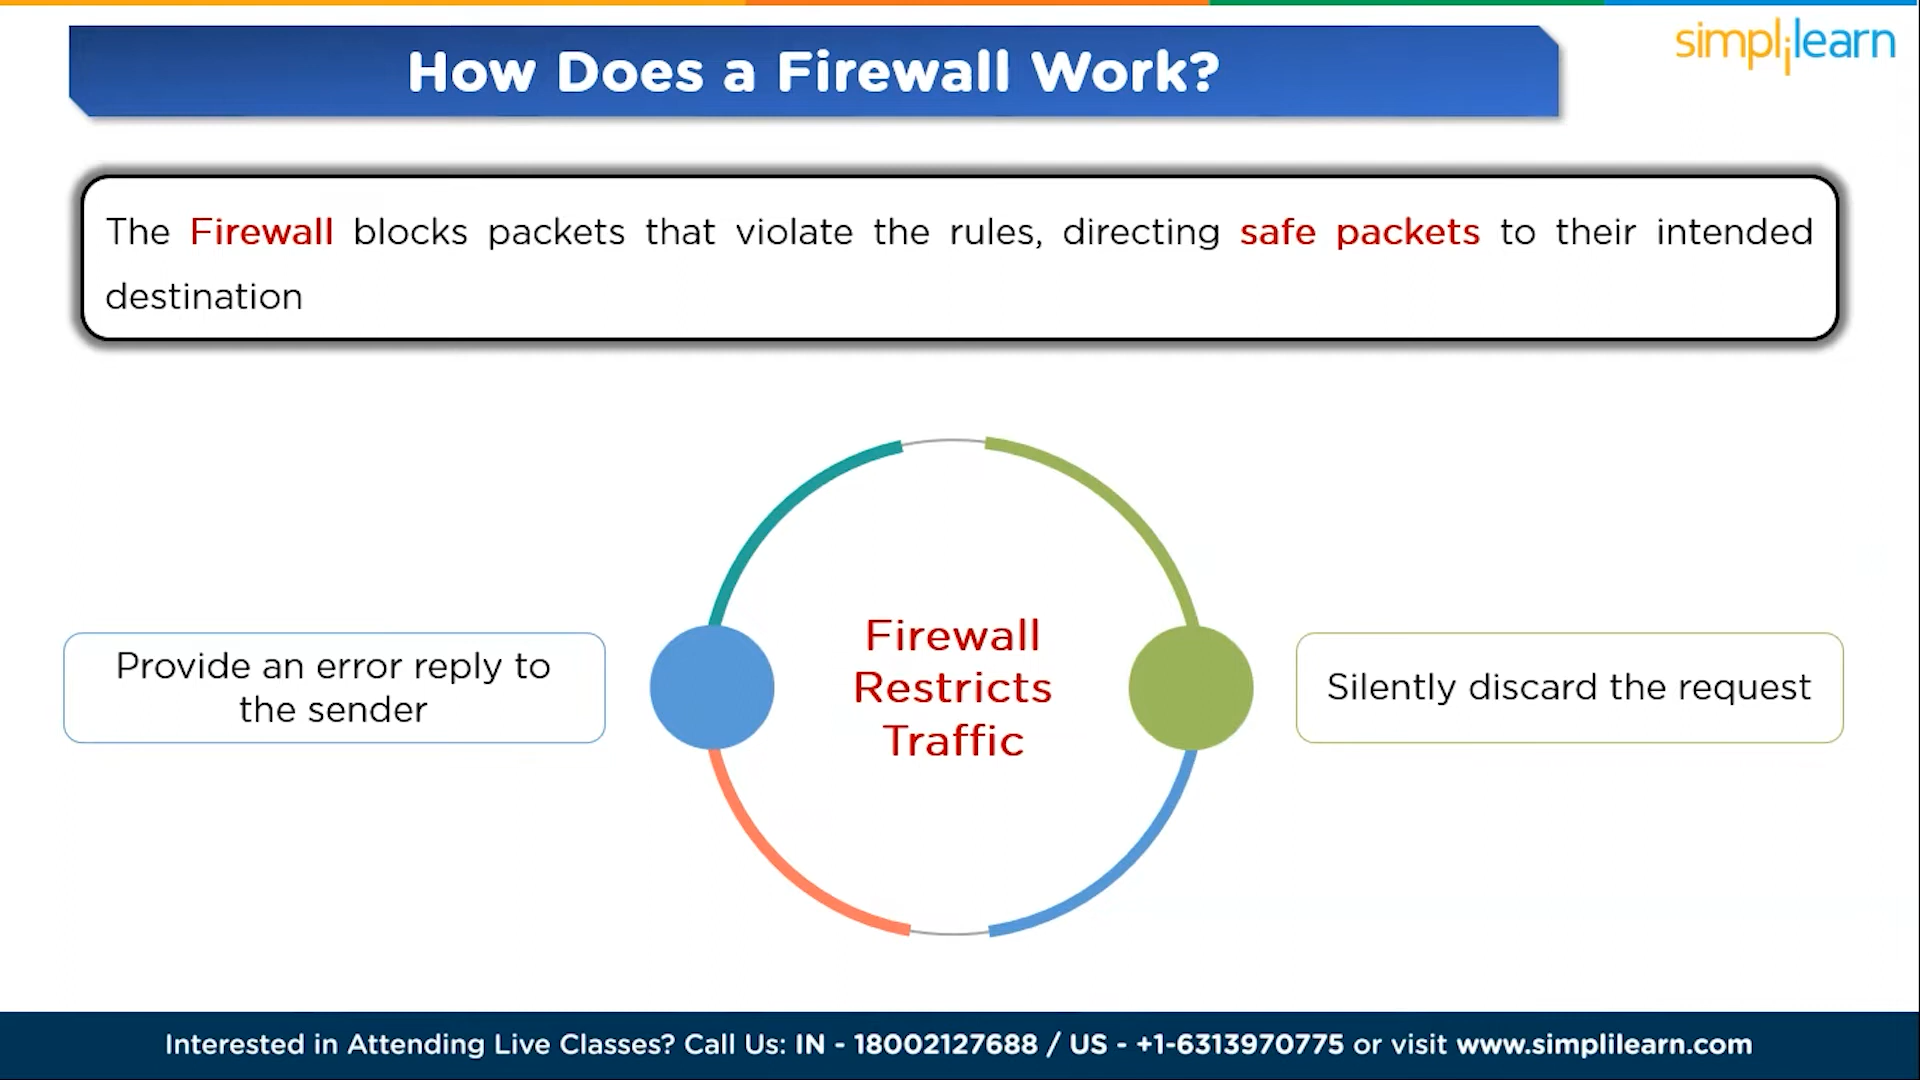 How Does a Firewall Work?
simplilearn
The Firewall blocks packets that violate the rules, directing safe packets to their intended
destination
Provide an error reply to
the sender
Firewall
Restricts
Traffic
Silently discard the request
Interested in Attending Live Classes? Call Us: IN - 18002127688 / US - +1-6313970775 or visit www.simplilearn.com